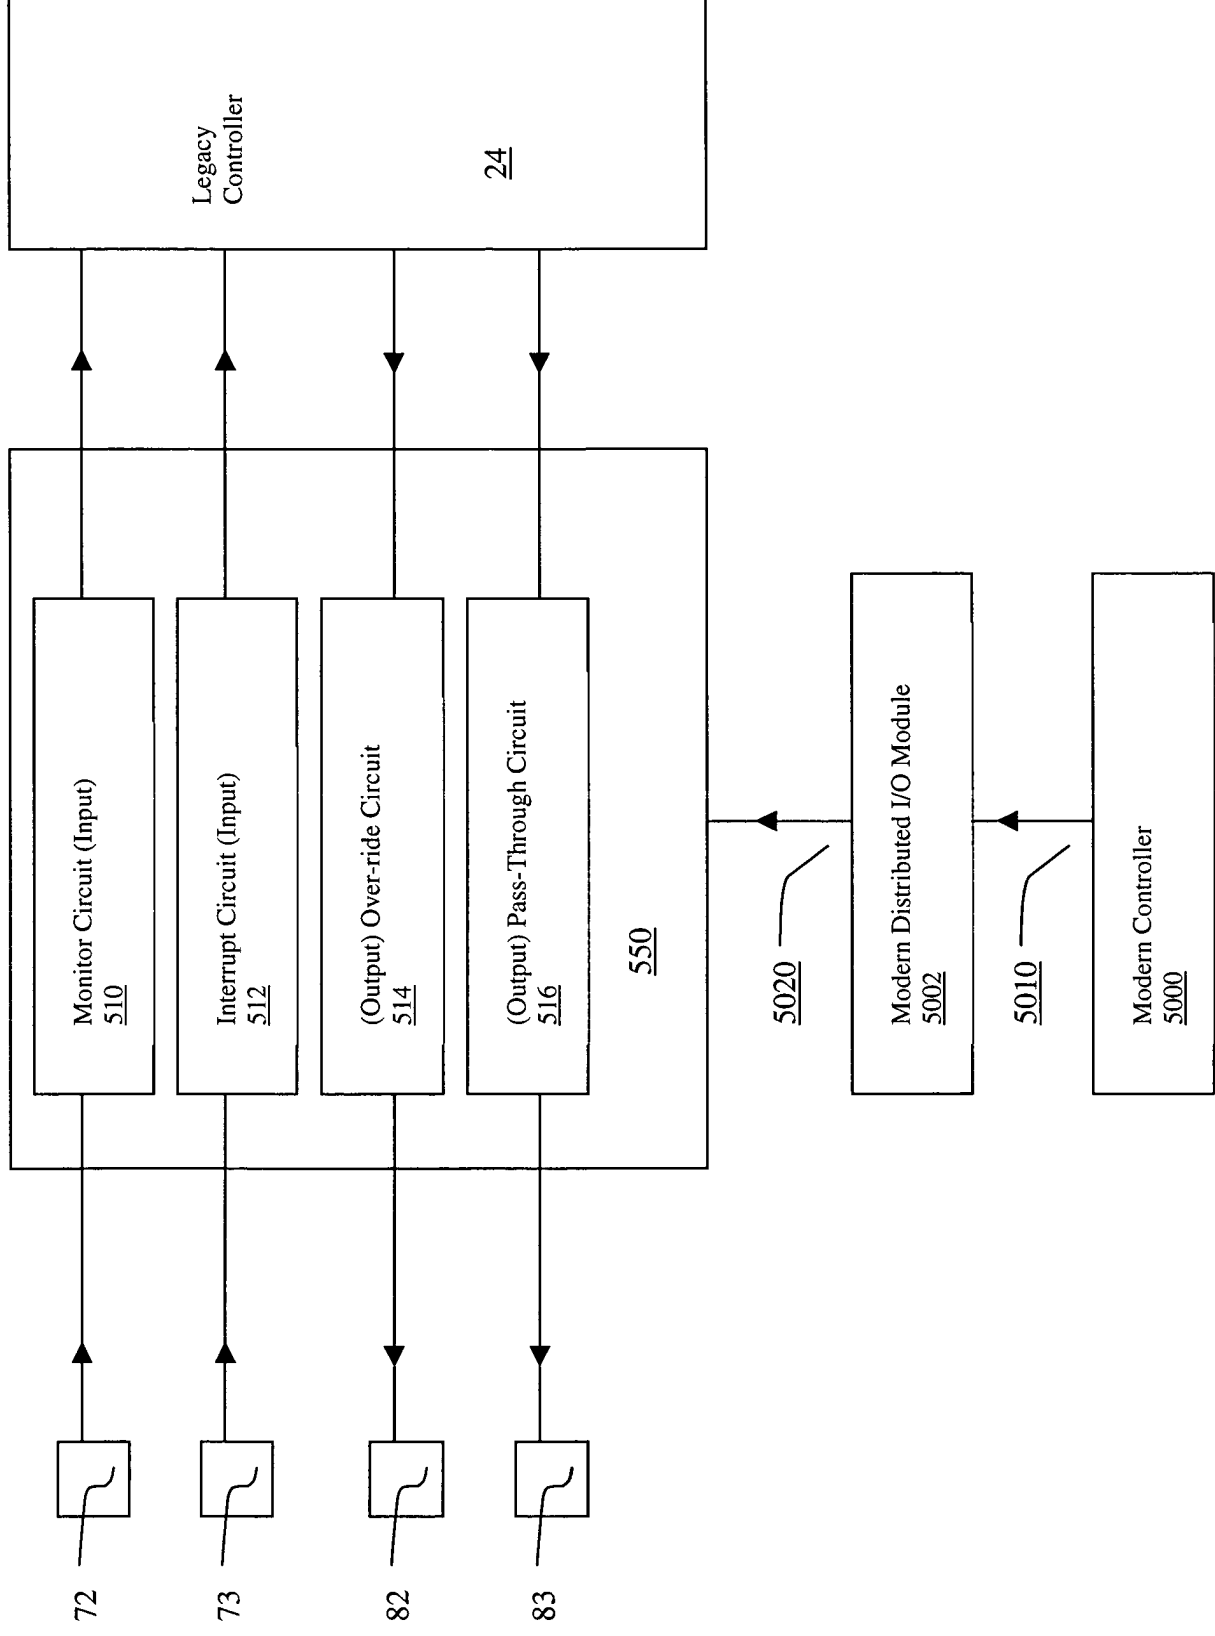 Legacy
Controller
24
Monitor Circuit (Input)
510
Interrupt Circuit (Input)
512
(Output) Over-ride Circuit
514
(Output) Pass-Through Circuit
516
550
72
73
82
83
5020
Modern Distributed I/O Module
5002
5010
Modern Controller
5000